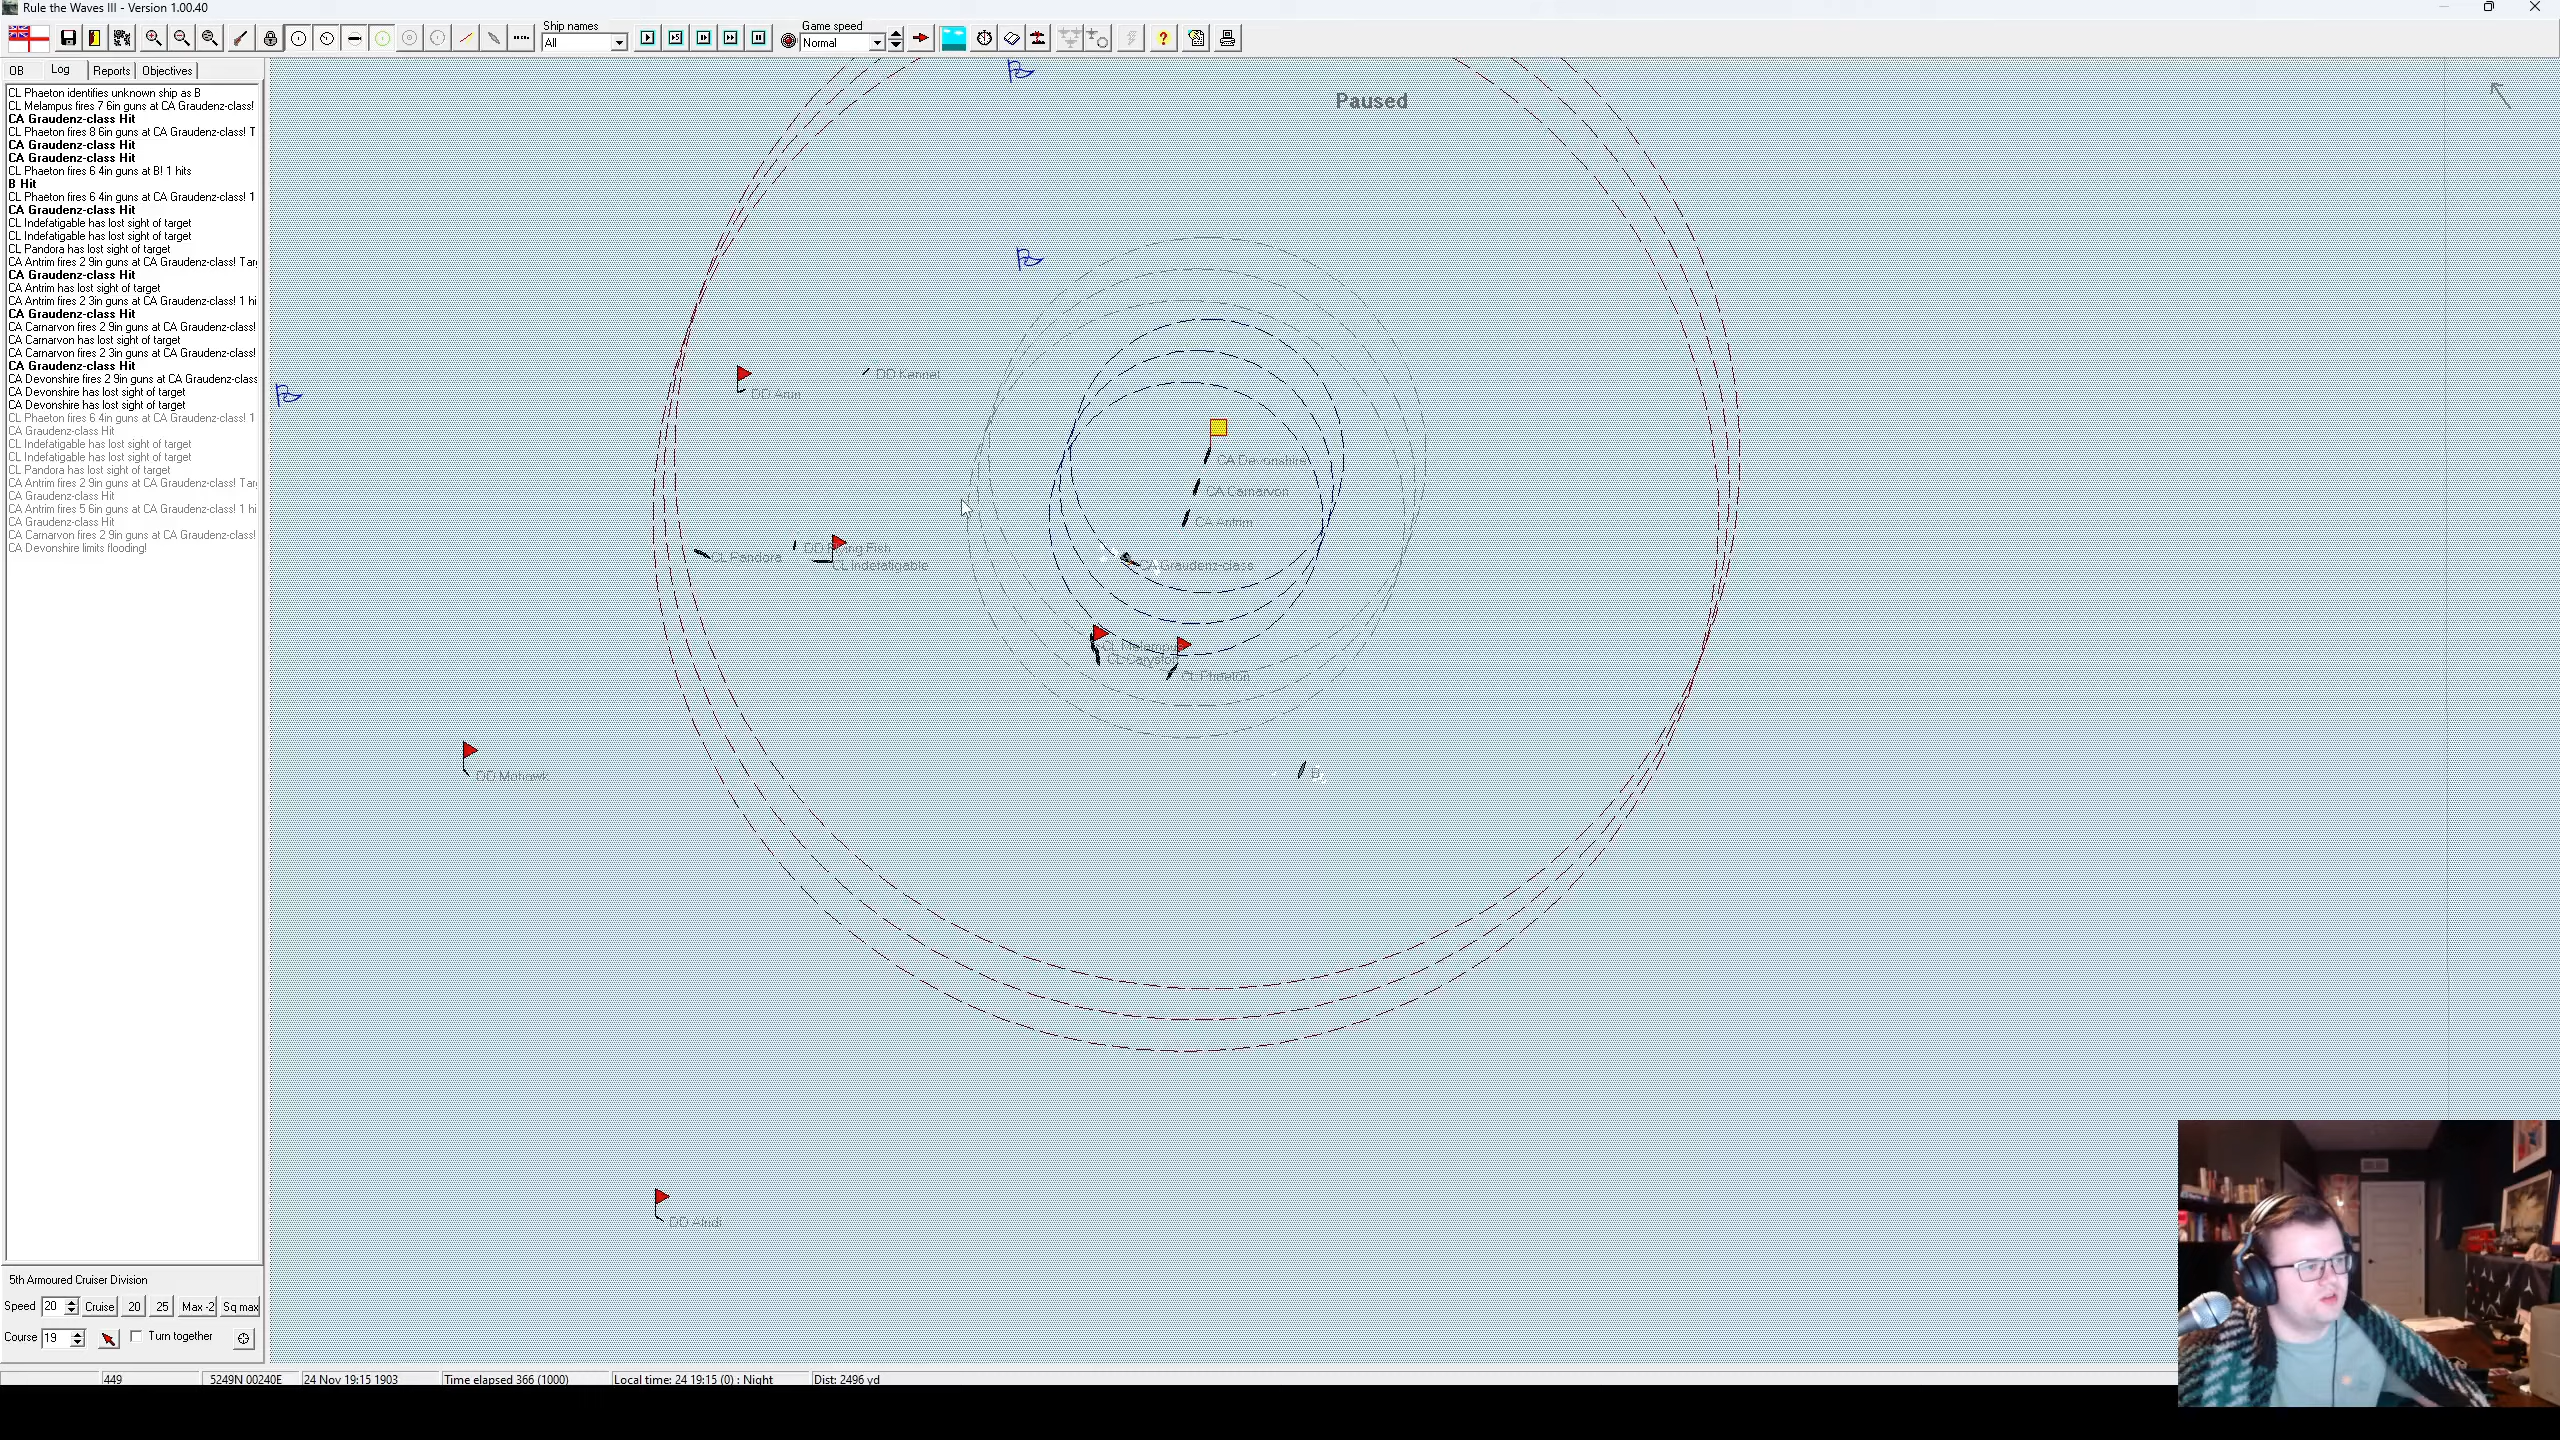 Rule the Waves III - Version 1.00.40
Ship names
All
Game speed
Normal
OB
Log
Reports
Objectives
CL Phaeton identifies unknown ship as B
CL Melampus fires 7 6in guns at CA Graudenz-class!
CA Graudenz-class Hit
CL Phaeton fires 8 6in guns at CA Graudenz-class! T
CA Graudenz-class Hit
CA Graudenz-class Hit
CL Phaeton fires 6 4in guns at B! 1 hits
B Hit
CL Phaeton fires 6 4in guns at CA Graudenz-class! 1
CA Graudenz-class Hit
CL Indefatigable has lost sight of target
CL Indefatigable has lost sight of target
CL Pandora has lost sight of target
CA Antrim fires 2 9in guns at CA Graudenz-class! Tar
CA Graudenz-class Hit
CA Antrim has lost sight of target
CA Antrim fires 2 3in guns at CA Graudenz-class! 1 hi
CA Graudenz-class Hit
CA Carnarvon fires 2 9in guns at CA Graudenz-class!
CA Carnarvon has lost sight of target
CA Carnarvon fires 2 3in guns at CA Graudenz-class!
CA Graudenz-class Hit
CA Devonshire fires 2 9in guns at CA Graudenz-class
CA Devonshire has lost sight of target
CA Devonshire has lost sight of target
CL Phaeton fires 6 4in guns at CA Graudenz-class! 1
CA Graudenz-class Hit
CL Indefatigable has lost sight of target
CL Indefatigable has lost sight of target
CL Pandora has lost sight of target
CA Antrim fires 2 9in guns at CA Graudenz-class! Tar
CA Graudenz-class Hit
CA Antrim fires 5 6in guns at CA Graudenz-class! 1 hi
CA Graudenz-class Hit
CA Carnarvon fires 2 9in guns at CA Graudenz-class!
CA Devonshire limits flooding!
Paused
DD Kennet
CA Devonshire
CA Carnarvon
CA Antrim
DD Flying Fish
CL Pandora
CL Indefatigable
CA Graudenz-class
CL Melampus
CL Phaeton
B
DD Mohawk
DD Afridi
5th Armoured Cruiser Division
Speed 20 Cruise 20 25 Max -2 Sq max
Course 19 Turn together
449 5249N 00240E 24 Nov 19:15 1903 Time elapsed 366 (1000) Local time: 24 19:15 (0) : Night Dist: 2496 yd